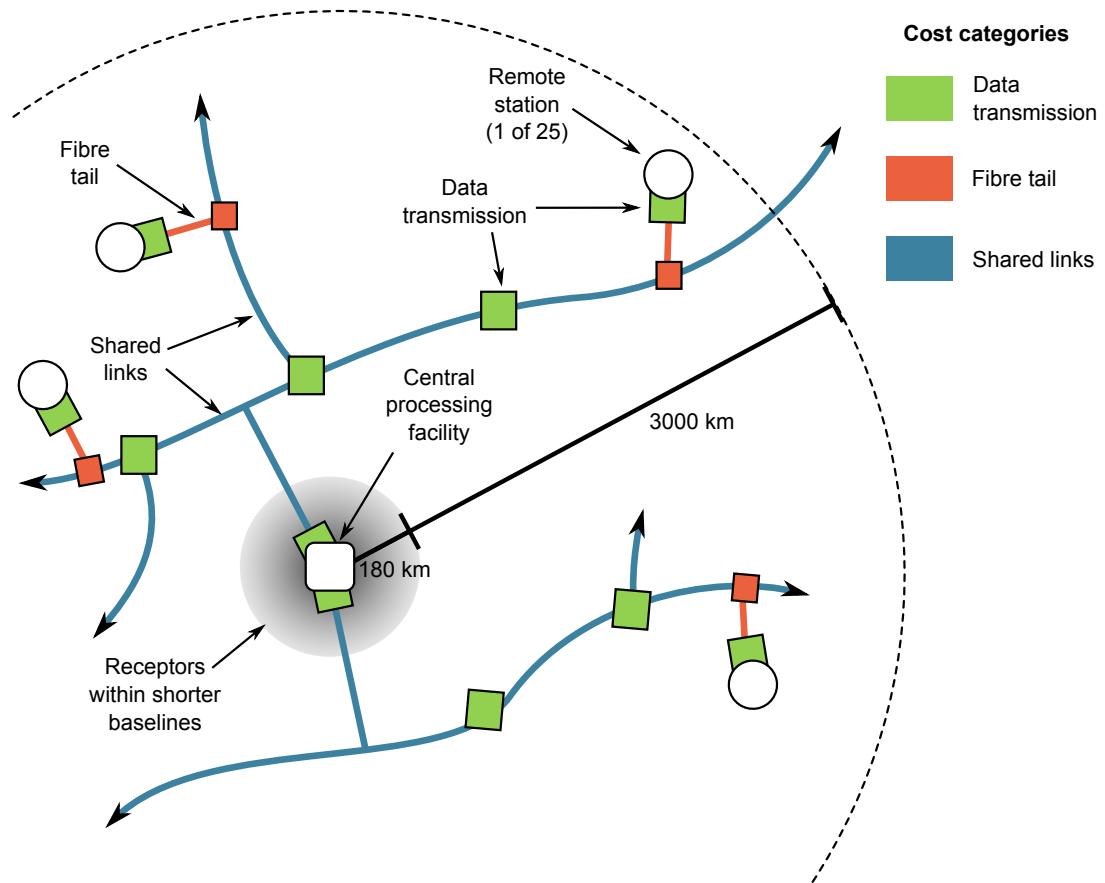 Cost categories
Data
transmission
Fibre tail
Shared links
Remote
station
(1 of 25)
Fibre
tail
Data
transmission
Shared
links
Central
processing
facility
3000 km
180 km
Receptors
within shorter
baselines